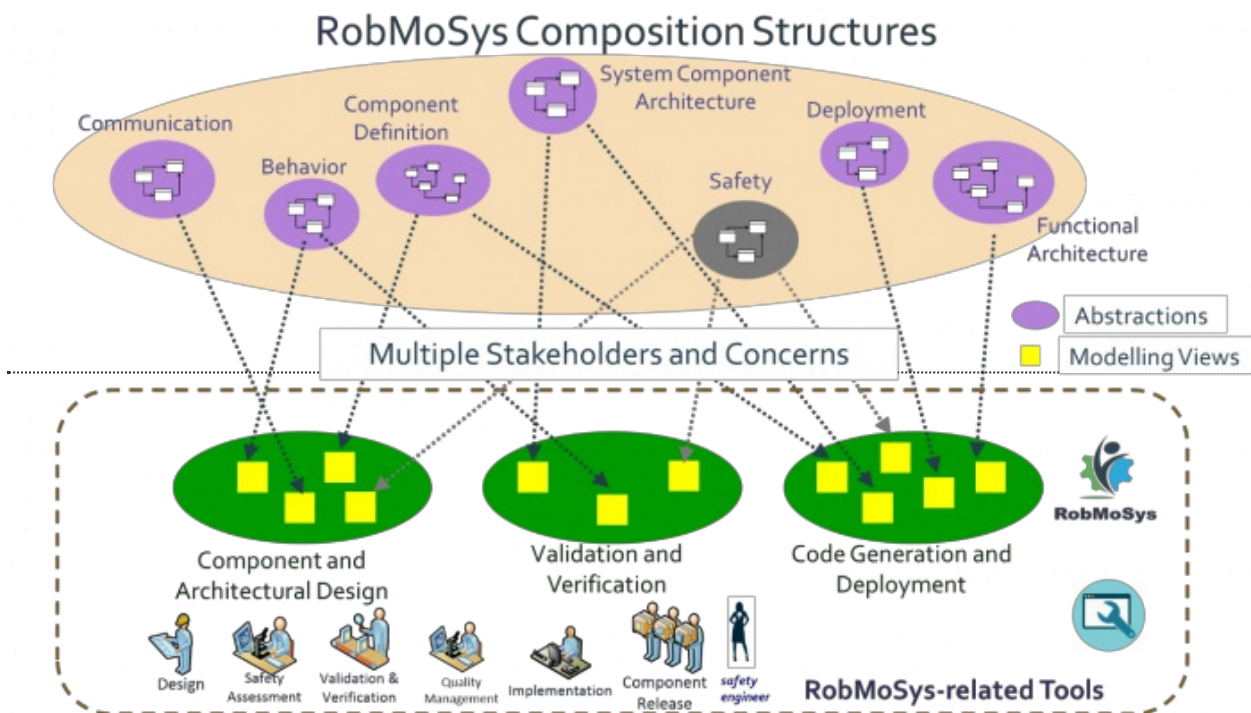 RobMoSys Composition Structures
System Component
Architecture
Communication
Component
Definition
Deployment
Behavior
Safety
Functional
Architecture
Abstractions
Multiple Stakeholders and Concerns
Modelling Views
RobMoSys
Component and
Architectural Design
Validation and
Verification
Code Generation and
Deployment
Design
Safety
Assessment
Validation &
Verification
Quality
Management
Implementation
Component
Release
safety
engineer
RobMoSys-related Tools